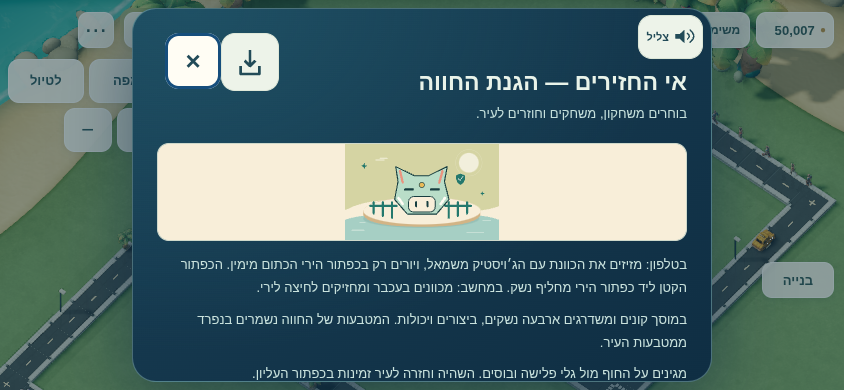 50,007
משימ
צליל
לטיול
מפה
בנייה
אי החזירים — הגנת החווה
בוחרים משחקון, משחקים וחוזרים לעיר.
בטלפון: מזיזים את הכוונת עם הג׳ויסטיק משמאל, ויורים רק בכפתור הירי הכתום מימין. הכפתור
הקטן ליד כפתור הירי מחליף נשק. במחשב: מכוונים בעכבר ומחזיקים לחיצה לירי.
במוסך קונים ומשדרגים ארבעה נשקים, ביצורים ויכולות. המטבעות של החווה נשמרים בנפרד
ממטבעות העיר.
מגינים על החוף מול גלי פלישה ובוסים. השהיה וחזרה לעיר זמינות בכפתור העליון.